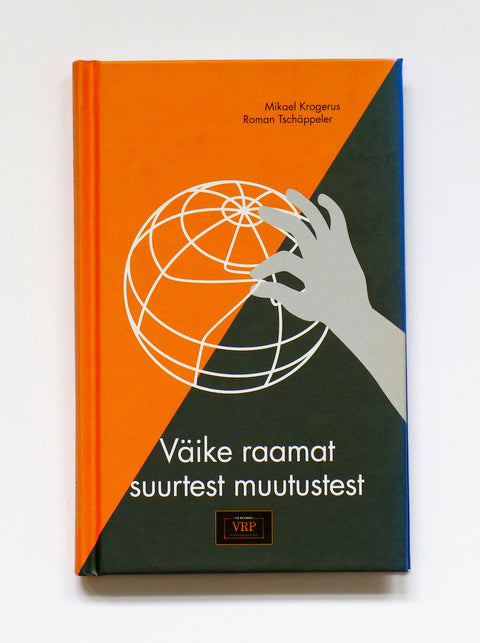 Mikael Krogerus
Roman Tschäppeler
Väike raamat
suurtest muutustest
VRP